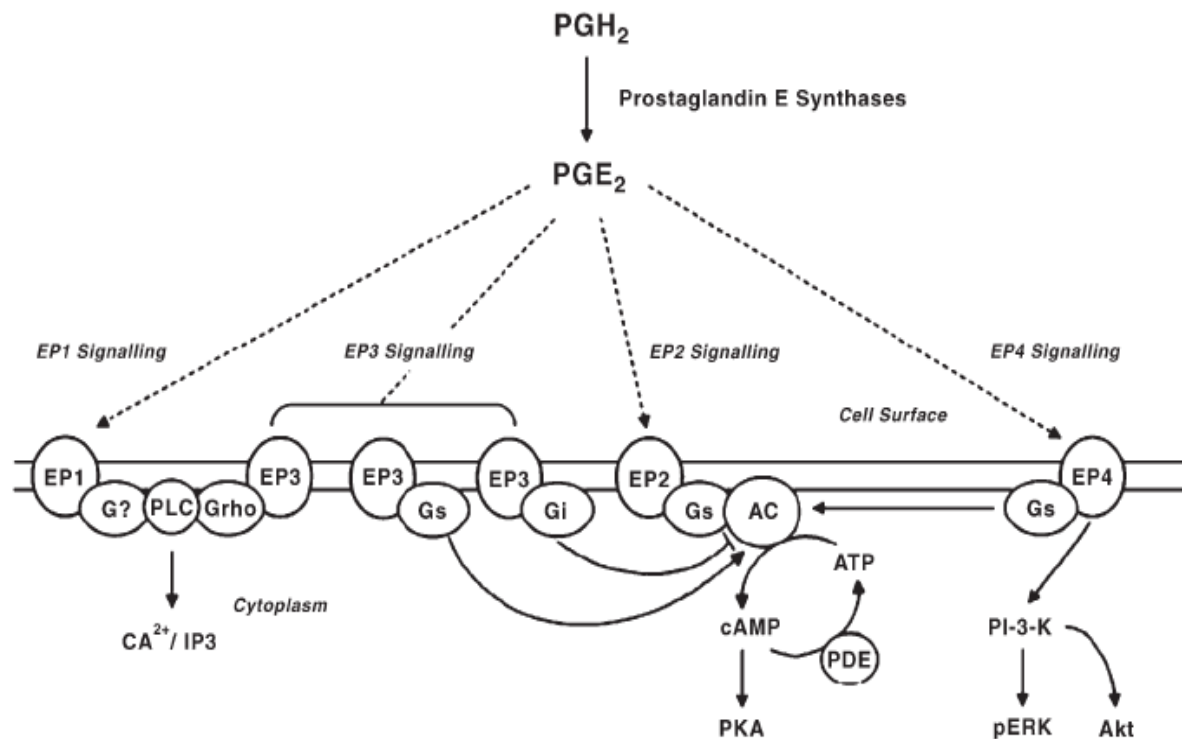 PGH₂
Prostaglandin E Synthases
PGE₂
EP1 Signalling
EP3 Signalling
EP2 Signalling
EP4 Signalling
Cell Surface
EP1
EP3
EP3
EP3
EP2
EP4
G?
PLC
Grho
Gs
Gi
Gs
AC
Gs
ATP
Cytoplasm
CA²⁺/ IP3
cAMP
PDE
PI-3-K
PKA
pERK
Akt